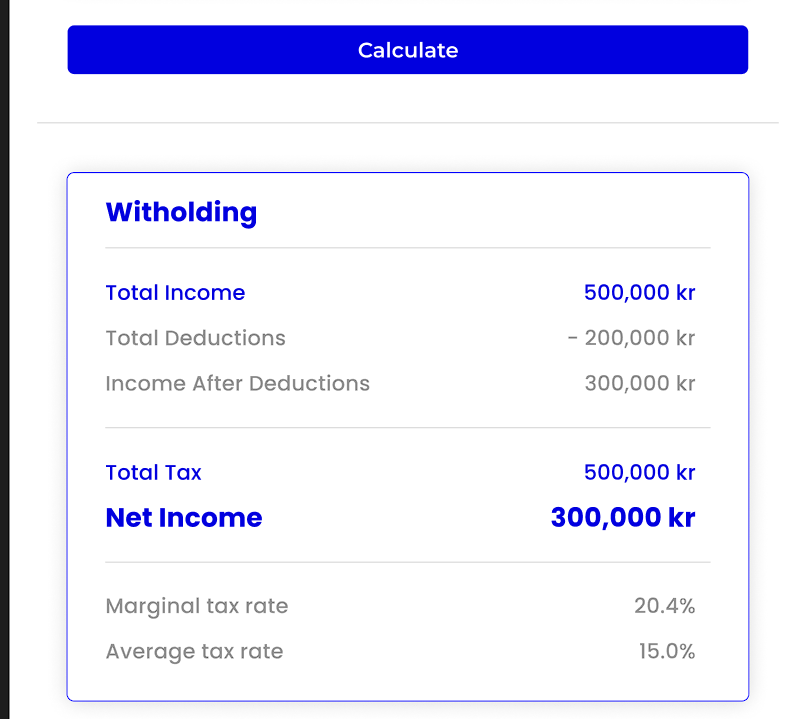 Calculate
Witholding
Total Income 500,000 kr
Total Deductions - 200,000 kr
Income After Deductions 300,000 kr
Total Tax 500,000 kr
Net Income 300,000 kr
Marginal tax rate 20.4%
Average tax rate 15.0%